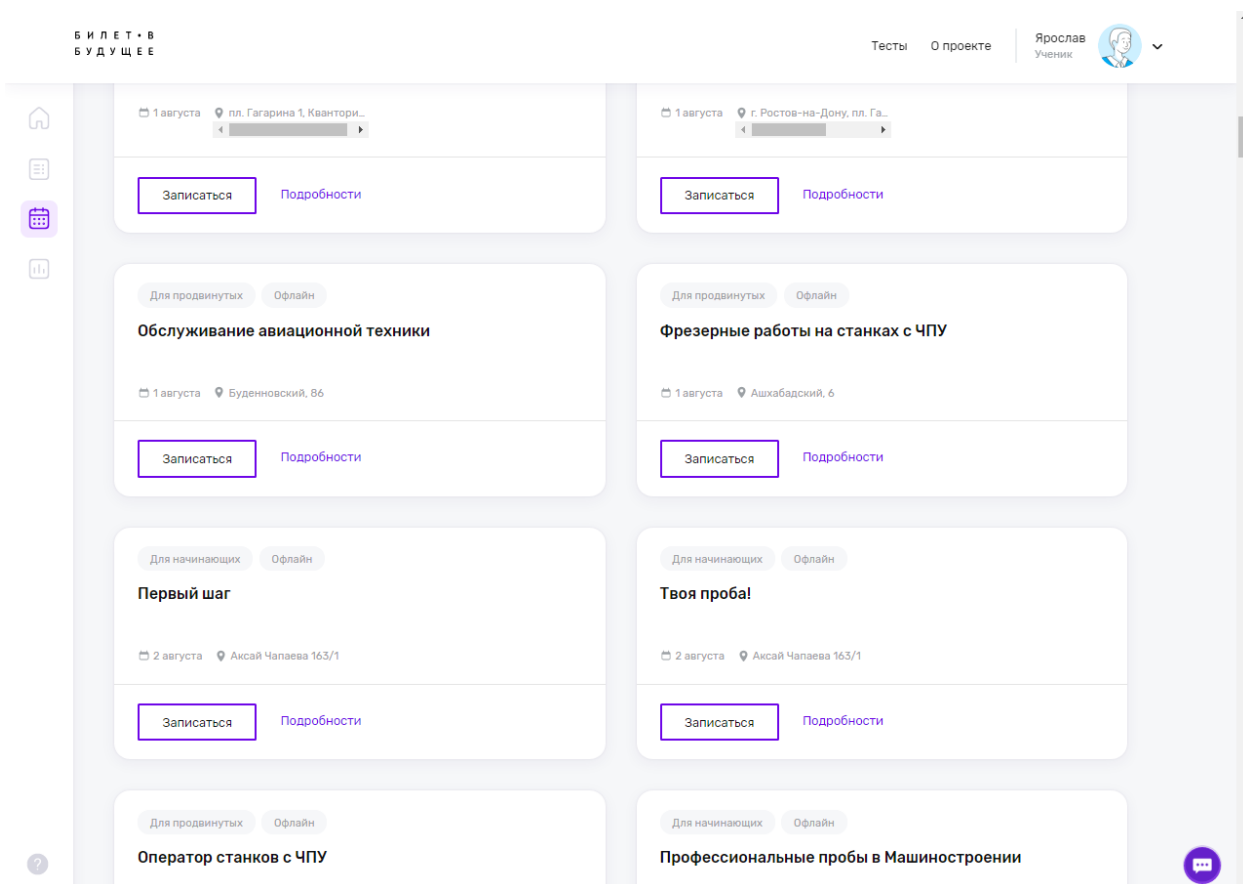 БИЛЕТ•В
БУДУЩЕЕ
Тесты О проекте
Ярослав
Ученик
1 августа пл. Гагарина 1, Квантори...
1 августа г. Ростов-на-Дону, пл. Га...
Записаться Подробности
Записаться Подробности
Для продвинутых Офлайн
Обслуживание авиационной техники
1 августа Буденновский, 86
Записаться Подробности
Для продвинутых Офлайн
Фрезерные работы на станках с ЧПУ
1 августа Ашхабадский, 6
Записаться Подробности
Для начинающих Офлайн
Первый шаг
2 августа Аксай Чапаева 163/1
Записаться Подробности
Для начинающих Офлайн
Твоя проба!
2 августа Аксай Чапаева 163/1
Записаться Подробности
Для продвинутых Офлайн
Оператор станков с ЧПУ
Для начинающих Офлайн
Профессиональные пробы в Машиностроении
?